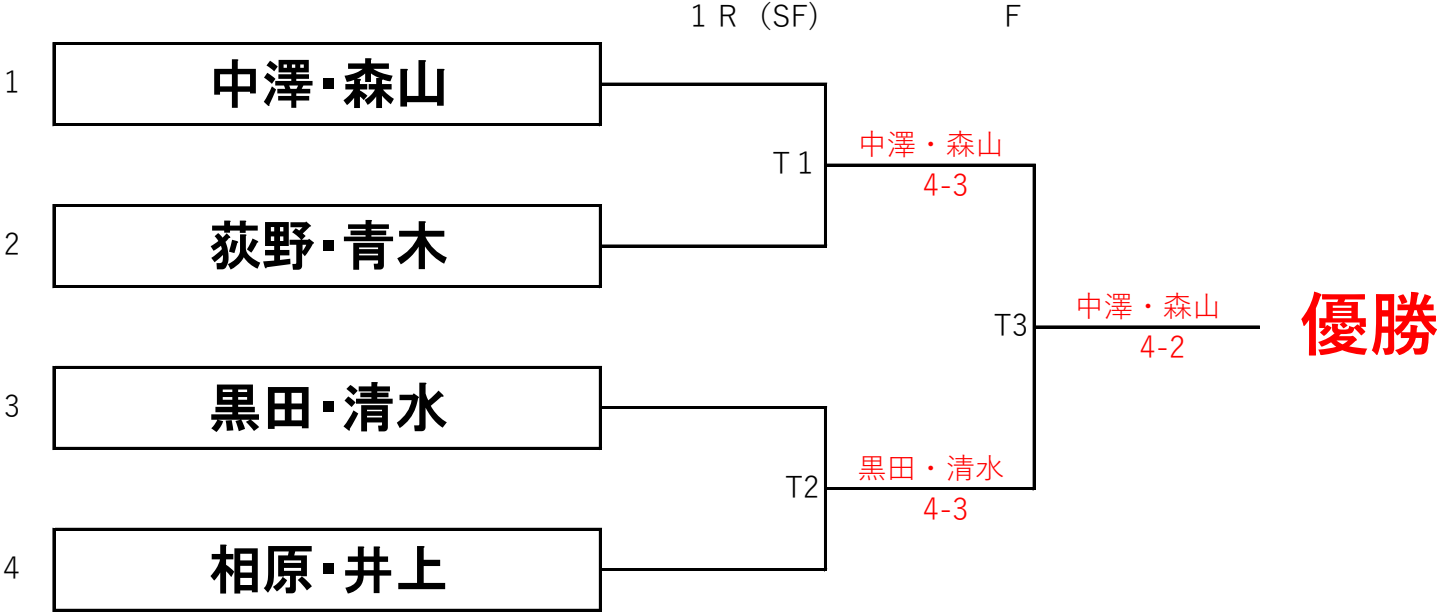 1 R （SF）
F
1
中澤・森山
T 1
中澤・森山
4-3
2
荻野・青木
T3
中澤・森山
4-2
優勝
3
黒田・清水
T2
黒田・清水
4-3
4
相原・井上